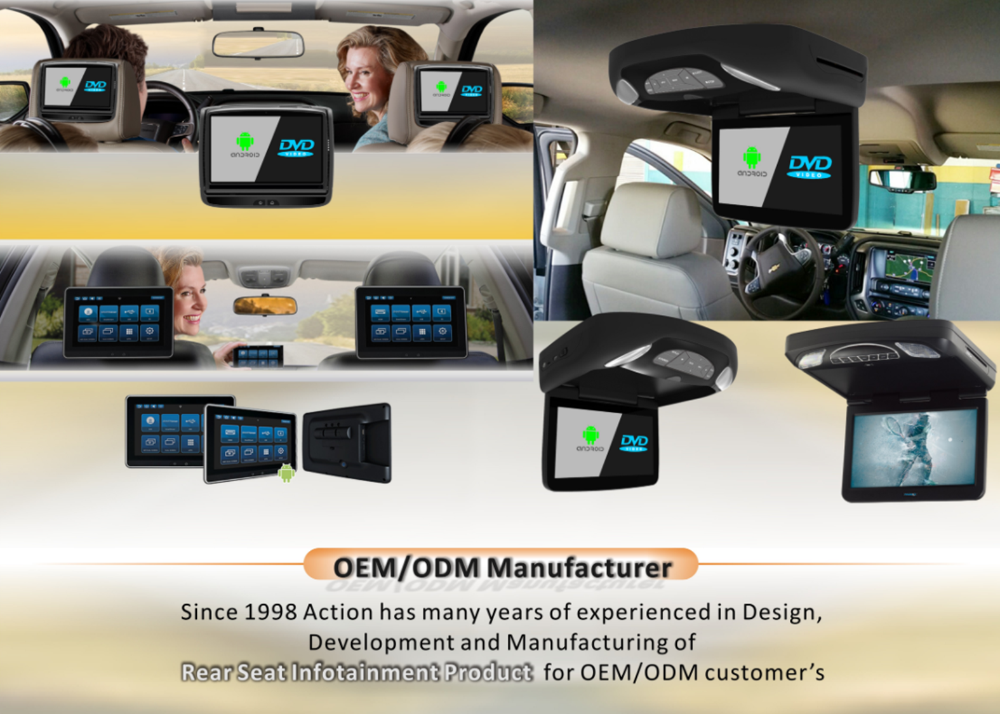 ANDROID
DVD
VIDEO
ANDROID
DVD
VIDEO
ANDROID
DVD
VIDEO
ANDROID
DVD
VIDEO
ANDROID
DVD
VIDEO
OEM/ODM Manufacturer
Since 1998 Action has many years of experienced in Design,
Development and Manufacturing of
Rear Seat Infotainment Product for OEM/ODM customer's